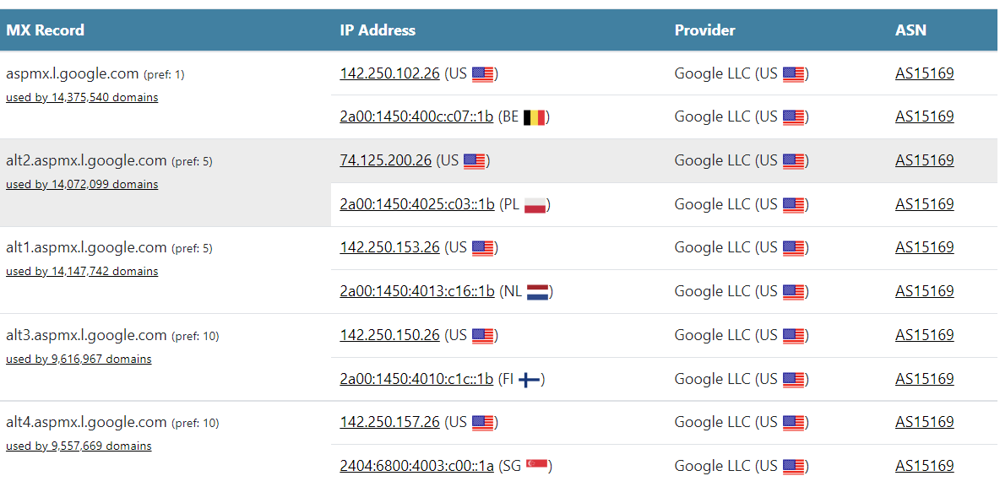 MX Record IP Address Provider ASN
aspmx.l.google.com (pref: 1) 142.250.102.26 (US) Google LLC (US) AS15169
used by 14,375,540 domains
2a00:1450:400c:c07::1b (BE) Google LLC (US) AS15169
alt2.aspmx.l.google.com (pref: 5) 74.125.200.26 (US) Google LLC (US) AS15169
used by 14,072,099 domains
2a00:1450:4025:c03::1b (PL) Google LLC (US) AS15169
alt1.aspmx.l.google.com (pref: 5) 142.250.153.26 (US) Google LLC (US) AS15169
used by 14,147,742 domains
2a00:1450:4013:c16::1b (NL) Google LLC (US) AS15169
alt3.aspmx.l.google.com (pref: 10) 142.250.150.26 (US) Google LLC (US) AS15169
used by 9,616,967 domains
2a00:1450:4010:c1c::1b (FI) Google LLC (US) AS15169
alt4.aspmx.l.google.com (pref: 10) 142.250.157.26 (US) Google LLC (US) AS15169
used by 9,557,669 domains
2404:6800:4003:c00::1a (SG) Google LLC (US) AS15169